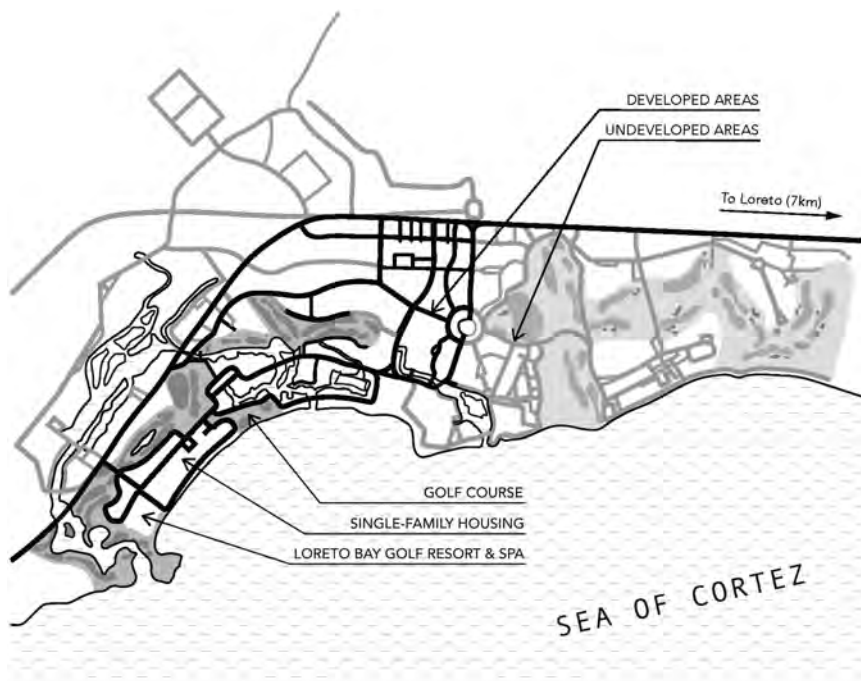 DEVELOPED AREAS
UNDEVELOPED AREAS
To Loreto (7km)
GOLF COURSE
SINGLE-FAMILY HOUSING
LORETO BAY GOLF RESORT & SPA
SEA OF CORTEZ